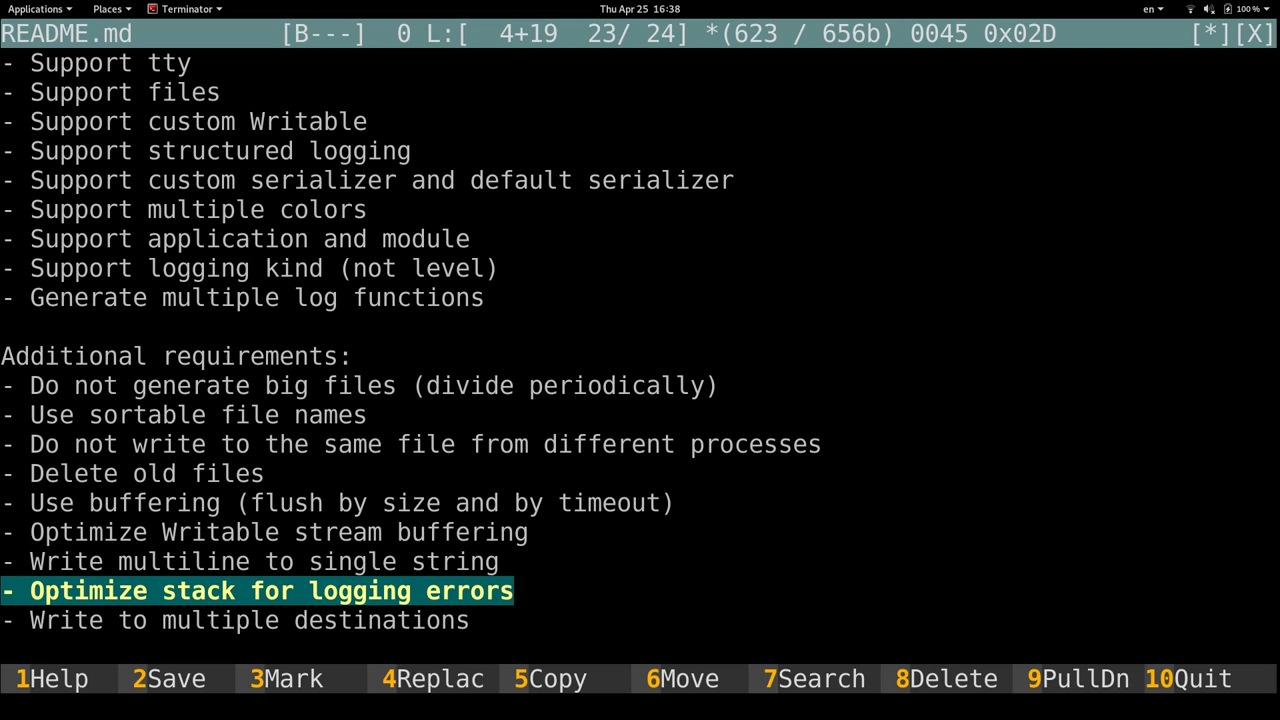 Applications Places Terminator Thu Apr 25 16:38 en 100 %
README.md [B---] 0 L:[ 4+19 23/ 24] *(623 / 656b) 0045 0x02D [*][X]
- Support tty
- Support files
- Support custom Writable
- Support structured logging
- Support custom serializer and default serializer
- Support multiple colors
- Support application and module
- Support logging kind (not level)
- Generate multiple log functions
Additional requirements:
- Do not generate big files (divide periodically)
- Use sortable file names
- Do not write to the same file from different processes
- Delete old files
- Use buffering (flush by size and by timeout)
- Optimize Writable stream buffering
- Write multiline to single string
- Optimize stack for logging errors
- Write to multiple destinations
1Help 2Save 3Mark 4Replac 5Copy 6Move 7Search 8Delete 9PullDn 10Quit